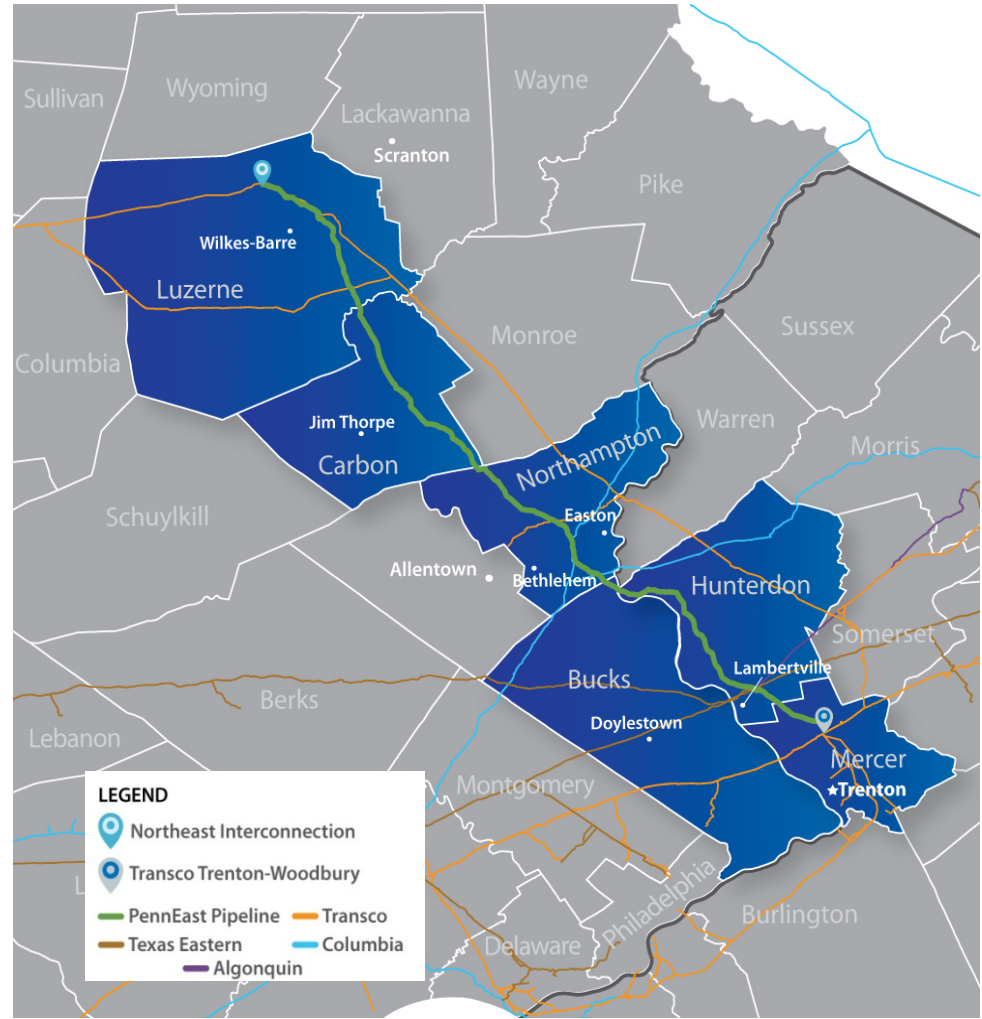 Wayne
Wyoming
Sullivan
Lackawanna
Scranton
Pike
Wilkes-Barre
Luzerne
Sussex
Monroe
Columbia
Warren
Jim Thorpe
Morris
Northampton
Carbon
Schuylkill
Easton
Allentown
Bethlehem
Hunterdon
Somerset
Lambertville
Bucks
Berks
Doylestown
Lebanon
Mercer
Montgomery
Trenton
LEGEND
Northeast Interconnection
Transco Trenton-Woodbury
PennEast Pipeline
Transco
Texas Eastern
Columbia
Algonquin
L
Philadelphia
Burlington
Delaware